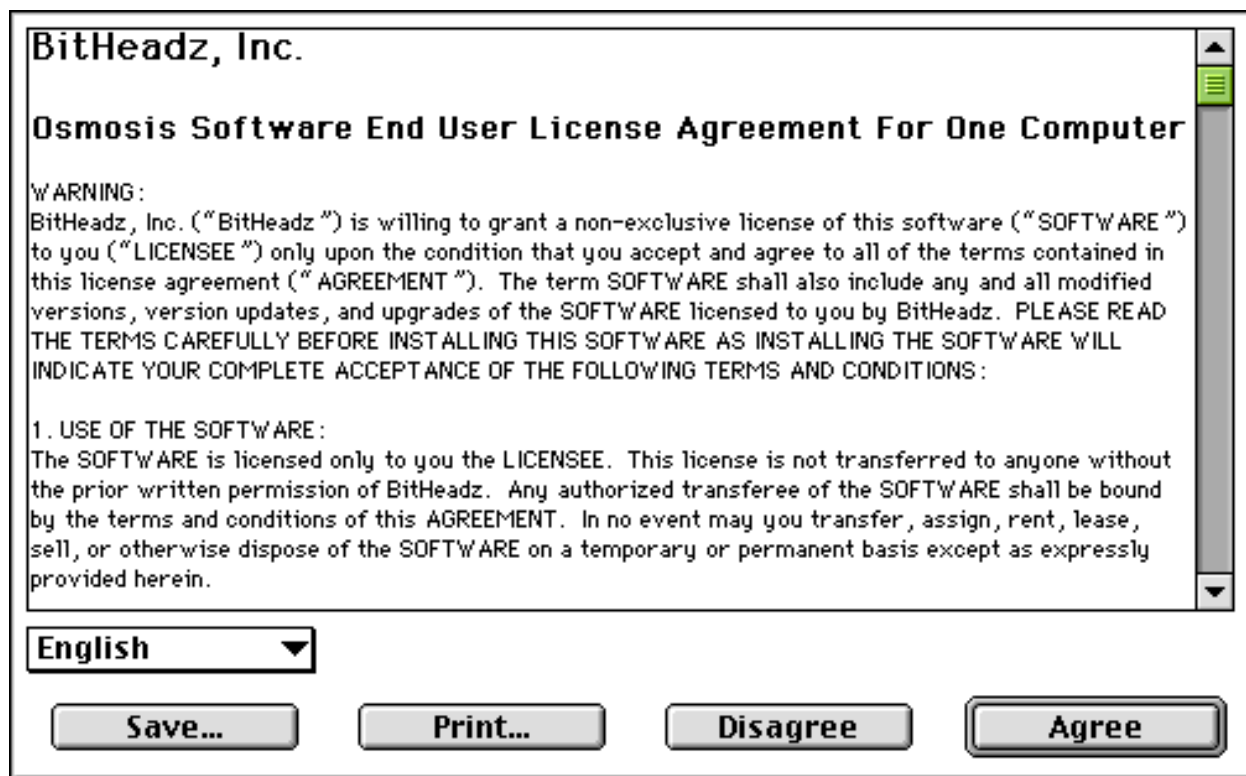 BitHeadz, Inc.
Osmosis Software End User License Agreement For One Computer
WARNING:
BitHeadz, Inc. ("BitHeadz") is willing to grant a non-exclusive license of this software ("SOFTWARE")
to you ("LICENSEE") only upon the condition that you accept and agree to all of the terms contained in
this license agreement ("AGREEMENT"). The term SOFTWARE shall also include any and all modified
versions, version updates, and upgrades of the SOFTWARE licensed to you by BitHeadz. PLEASE READ
THE TERMS CAREFULLY BEFORE INSTALLING THIS SOFTWARE AS INSTALLING THE SOFTWARE WILL
INDICATE YOUR COMPLETE ACCEPTANCE OF THE FOLLOWING TERMS AND CONDITIONS:
1. USE OF THE SOFTWARE:
The SOFTWARE is licensed only to you the LICENSEE. This license is not transferred to anyone without
the prior written permission of BitHeadz. Any authorized transferee of the SOFTWARE shall be bound
by the terms and conditions of this AGREEMENT. In no event may you transfer, assign, rent, lease,
sell, or otherwise dispose of the SOFTWARE on a temporary or permanent basis except as expressly
provided herein.
English
Save... Print... Disagree Agree